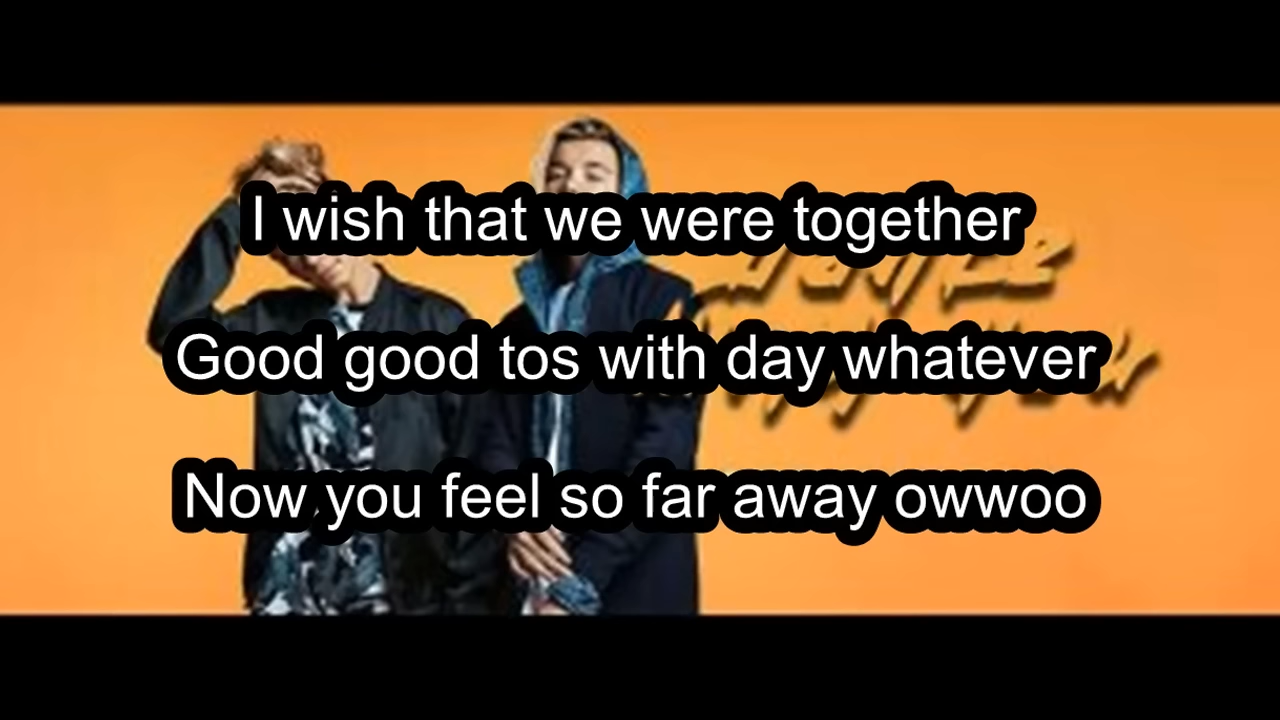 I wish that we were together
Good good tos with day whatever
Now you feel so far away owwoo